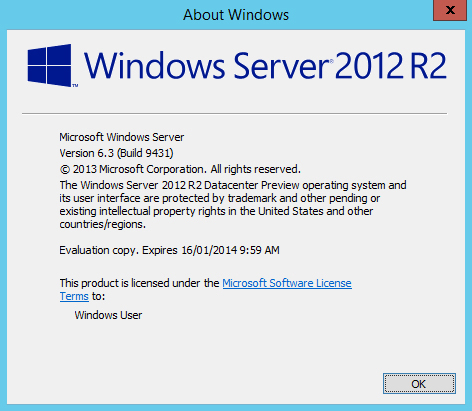 About Windows
x
Windows Server® 2012 R2
™
Microsoft Windows Server
Version 6.3 (Build 9431)
© 2013 Microsoft Corporation. All rights reserved.
The Windows Server 2012 R2 Datacenter Preview operating system and
its user interface are protected by trademark and other pending or
existing intellectual property rights in the United States and other
countries/regions.
Evaluation copy. Expires 16/01/2014 9:59 AM
This product is licensed under the Microsoft Software License
Terms to:
Windows User
OK